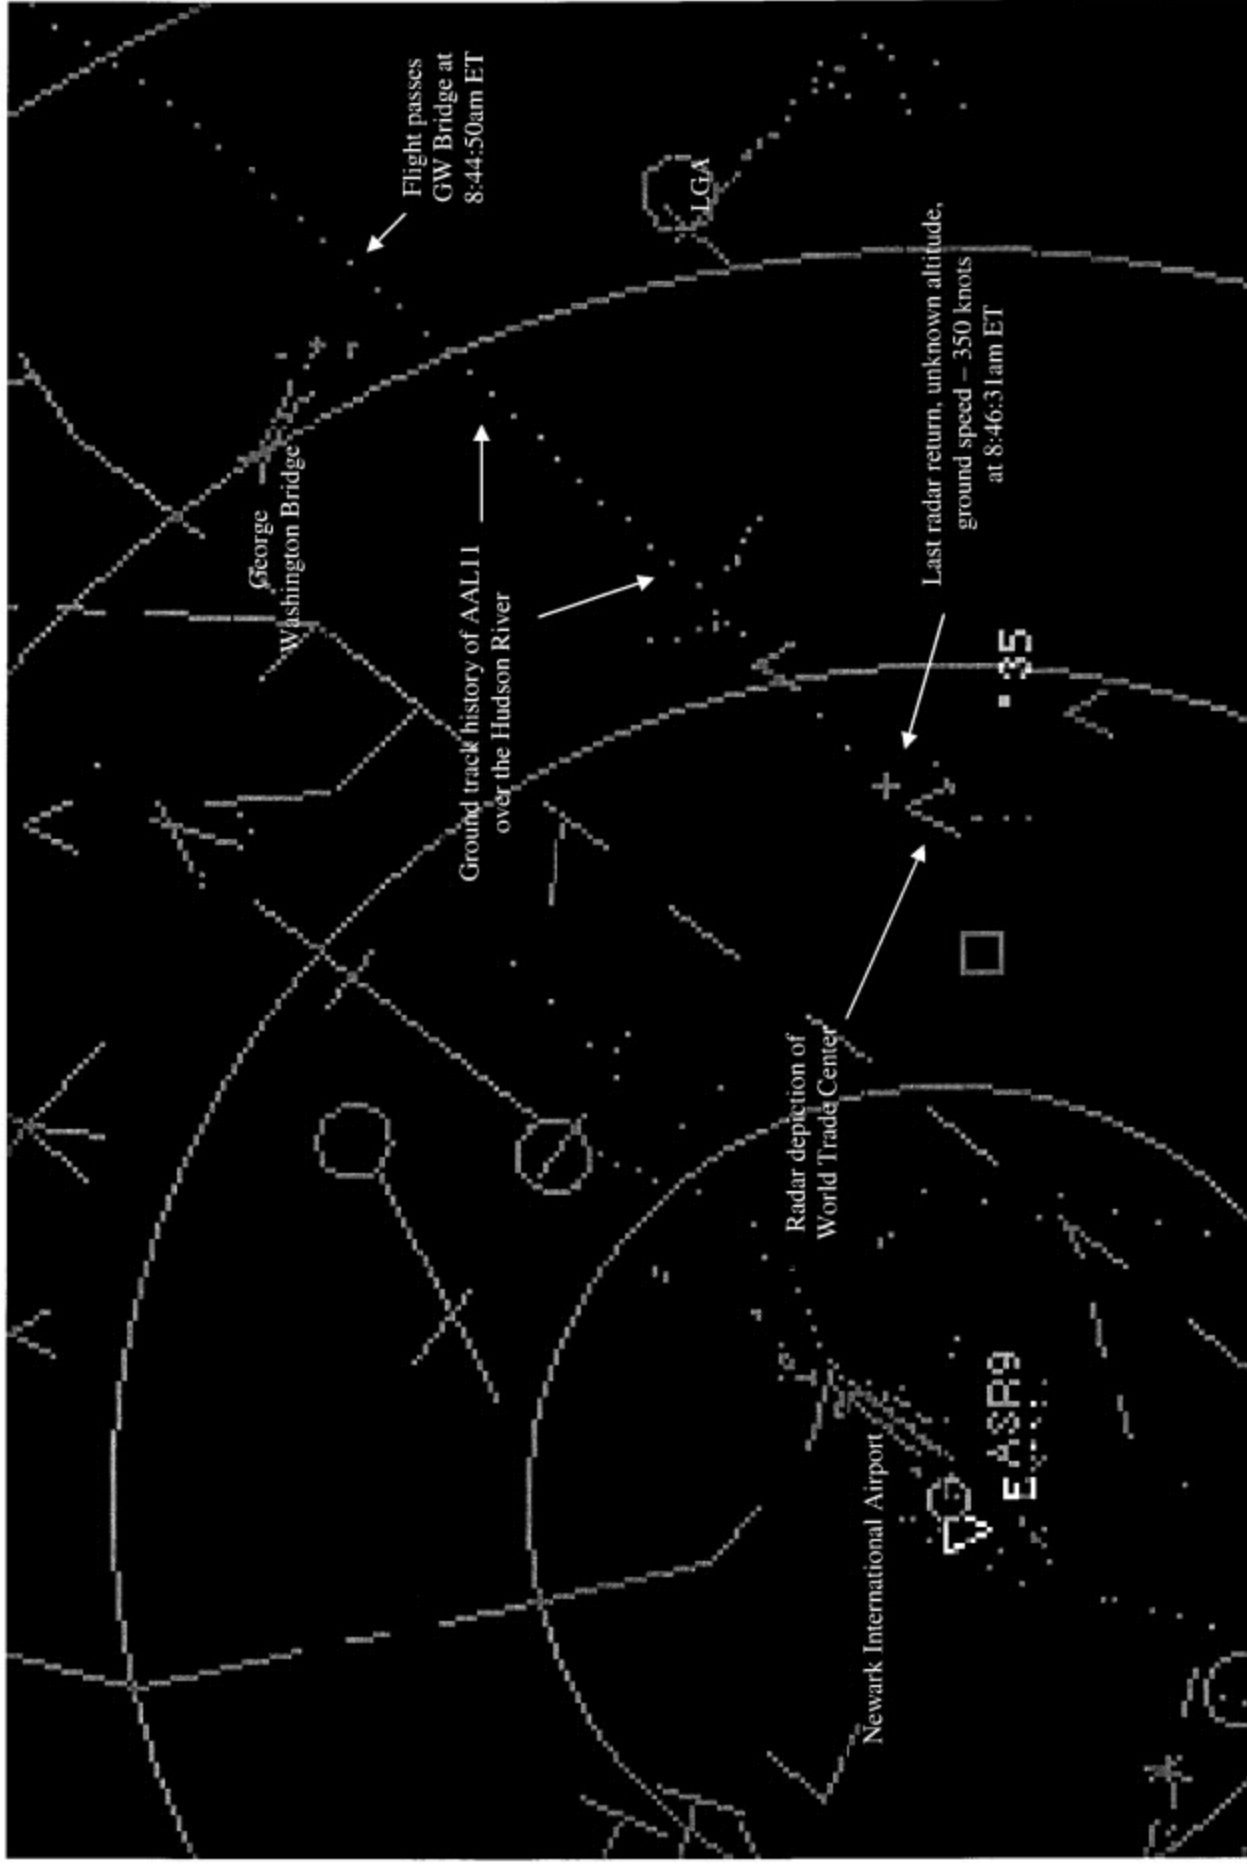 Flight passes
GW Bridge at
8:44:50am ET
George
Washington Bridge
LGA
Ground track history of AAL11
over the Hudson River
Last radar return, unknown altitude,
ground speed – 350 knots
at 8:46:31am ET
• 35
Radar depiction of
World Trade Center
Newark International Airport
EASR9